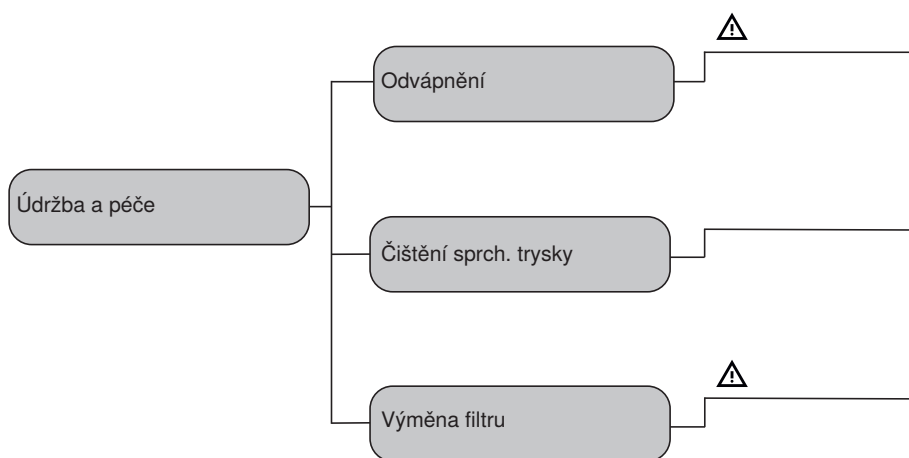 Odvápnění
Údržba a péče
Čištění sprch. trysky
Výměna filtru